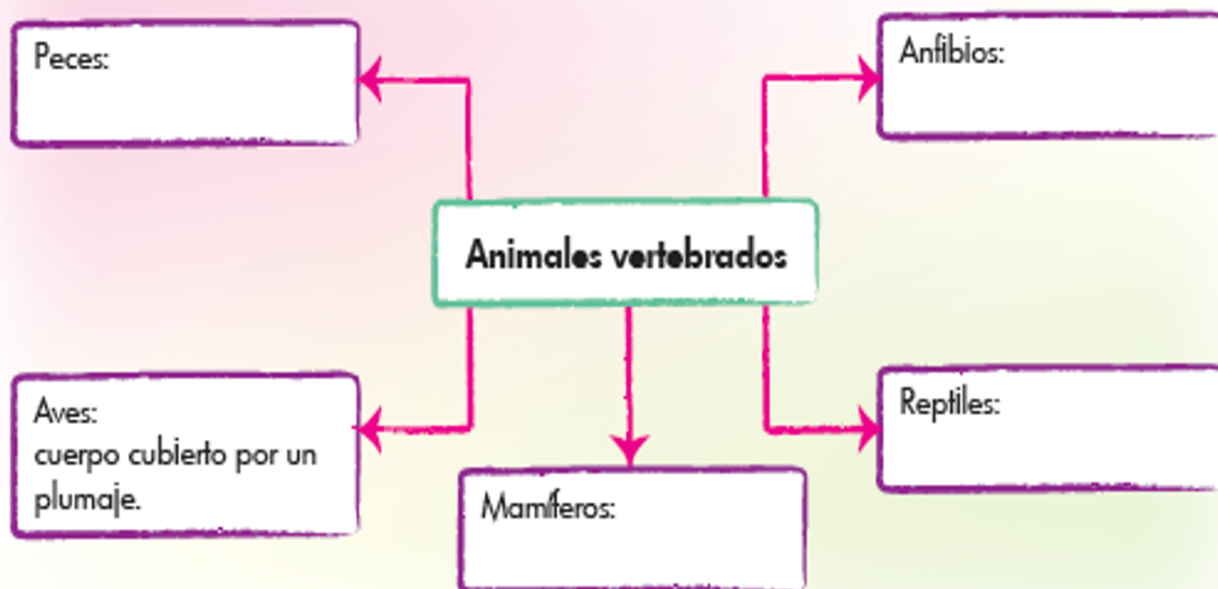 Peces:
Anfibios:
Animales vertebrados
Aves:
cuerpo cubierto por un
plumaje.
Reptiles:
Mamíferos: